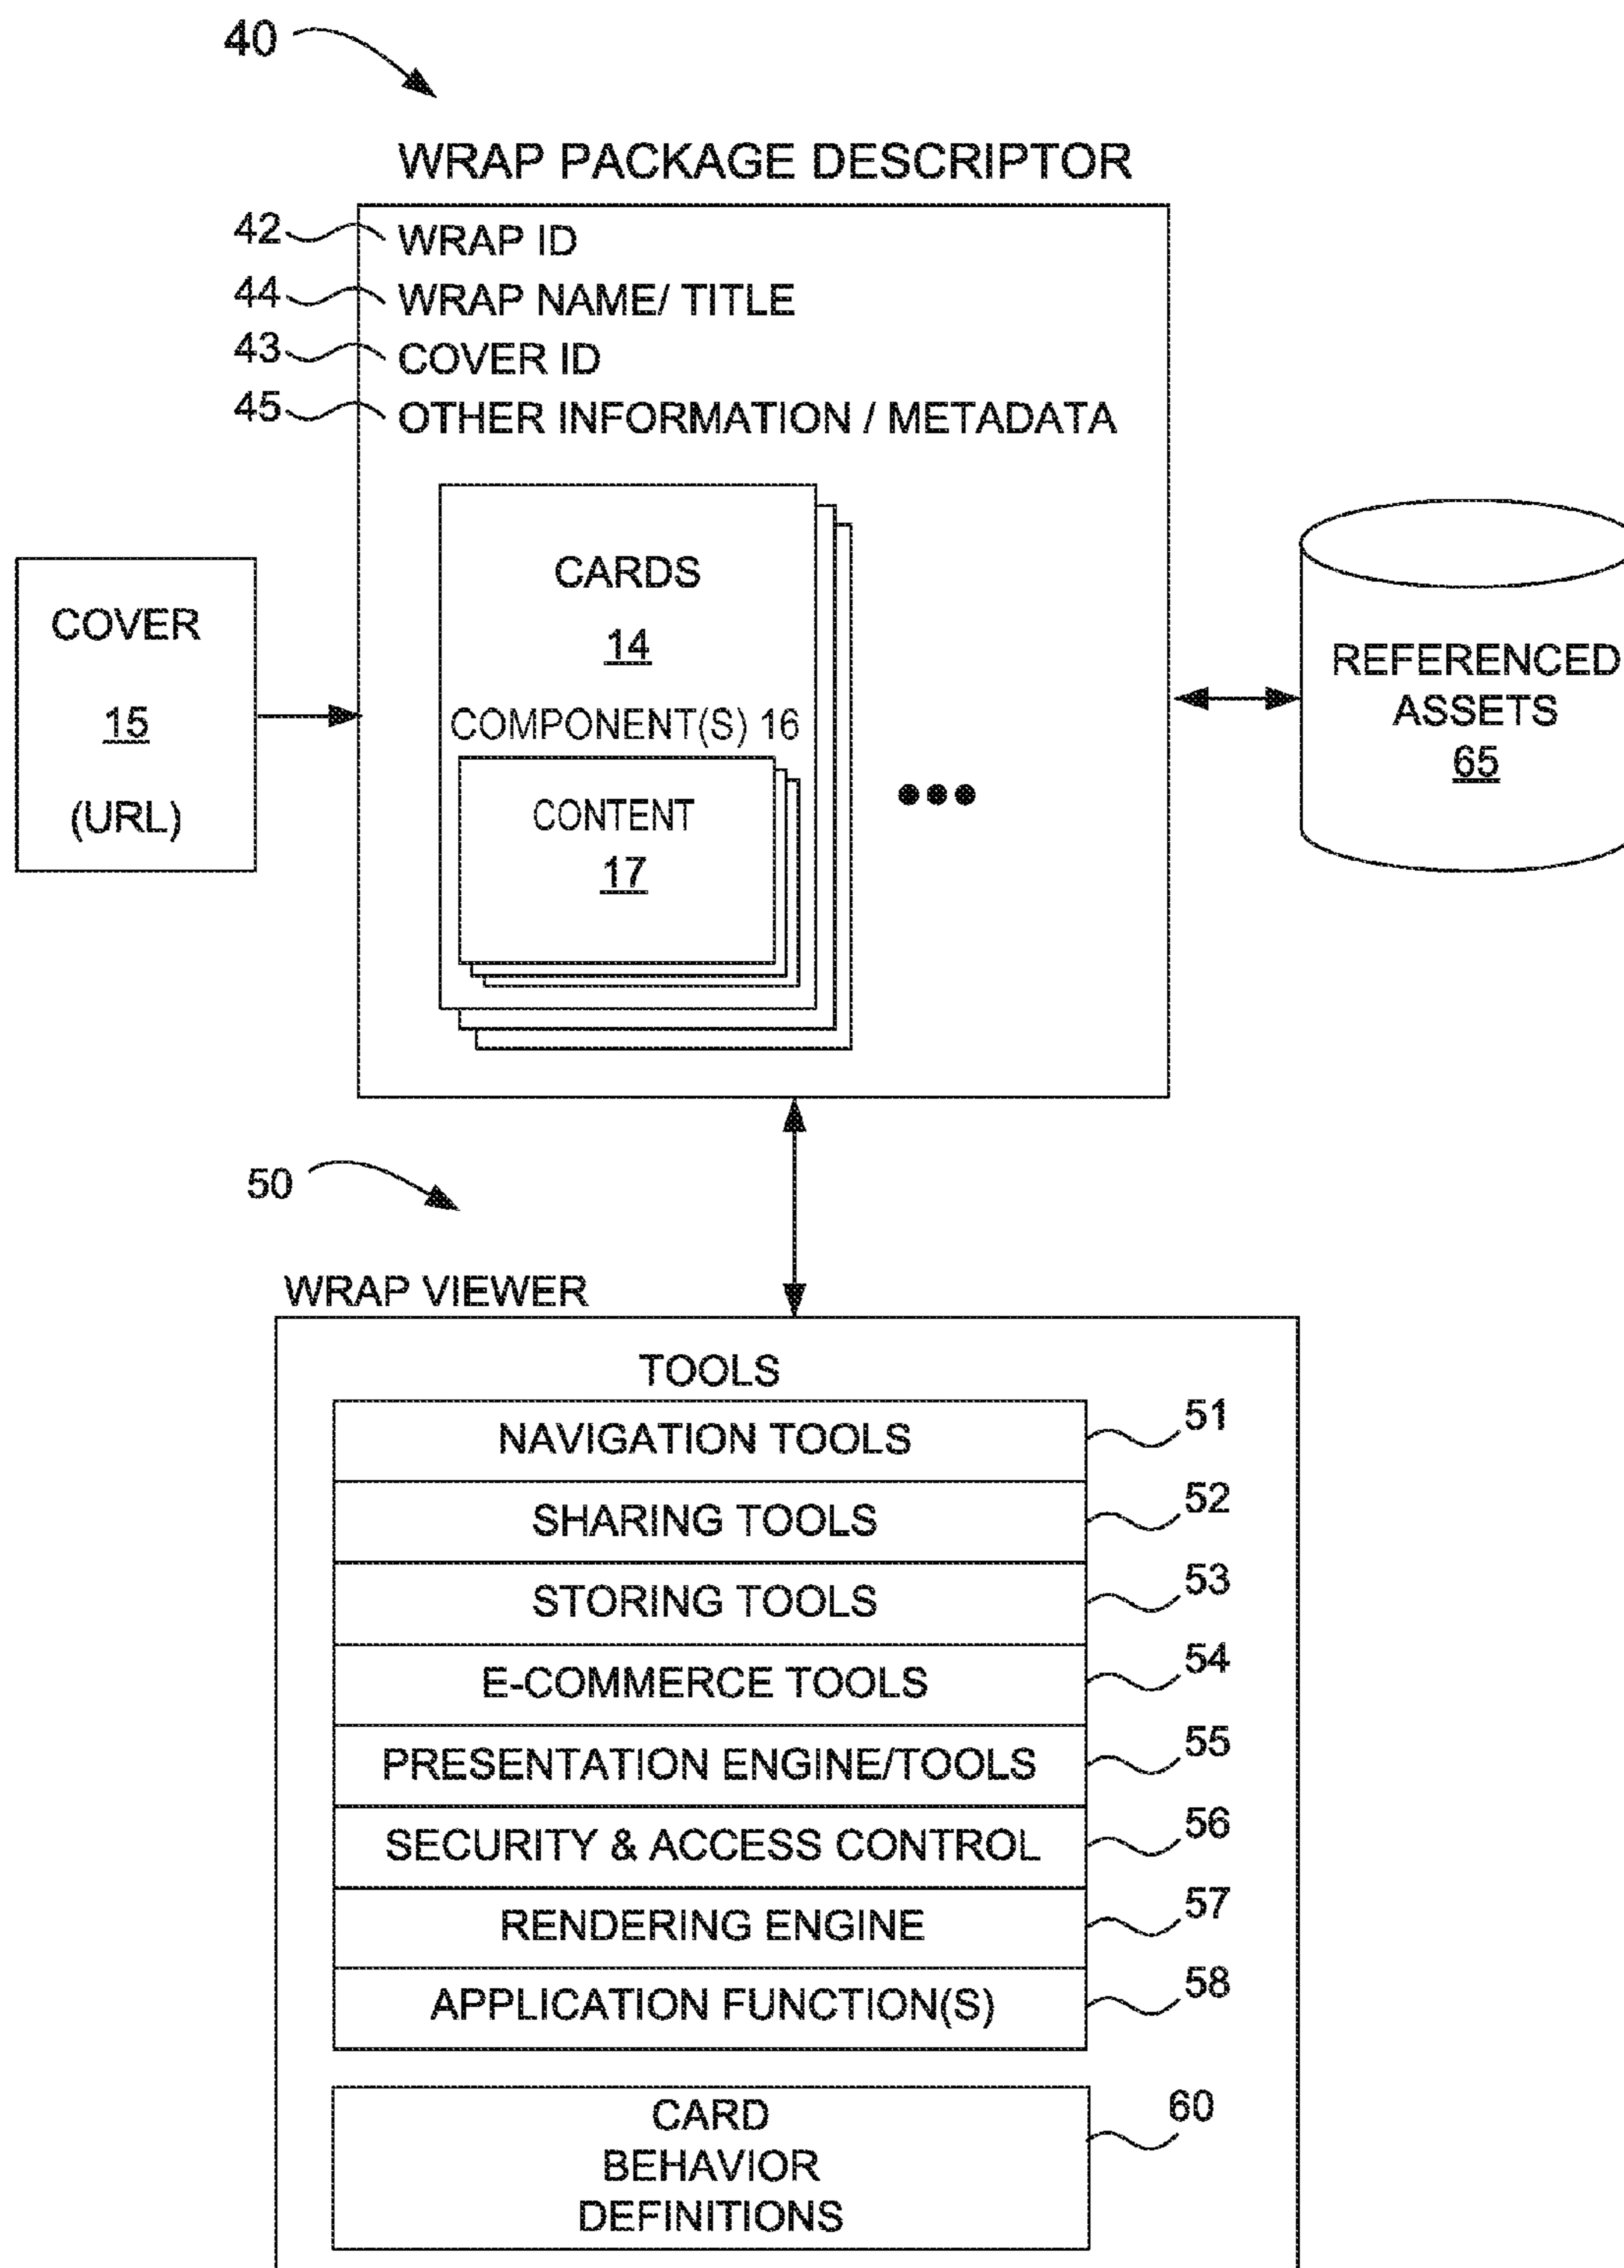 40
WRAP PACKAGE DESCRIPTOR
42 WRAP ID
44 WRAP NAME/ TITLE
43 COVER ID
45 OTHER INFORMATION / METADATA
COVER
15
(URL)
CARDS
14
COMPONENT(S) 16
CONTENT
17
REFERENCED
ASSETS
65
50
WRAP VIEWER
TOOLS
NAVIGATION TOOLS 51
SHARING TOOLS 52
STORING TOOLS 53
E-COMMERCE TOOLS 54
PRESENTATION ENGINE/TOOLS 55
SECURITY & ACCESS CONTROL 56
RENDERING ENGINE 57
APPLICATION FUNCTION(S) 58
CARD 60
BEHAVIOR
DEFINITIONS